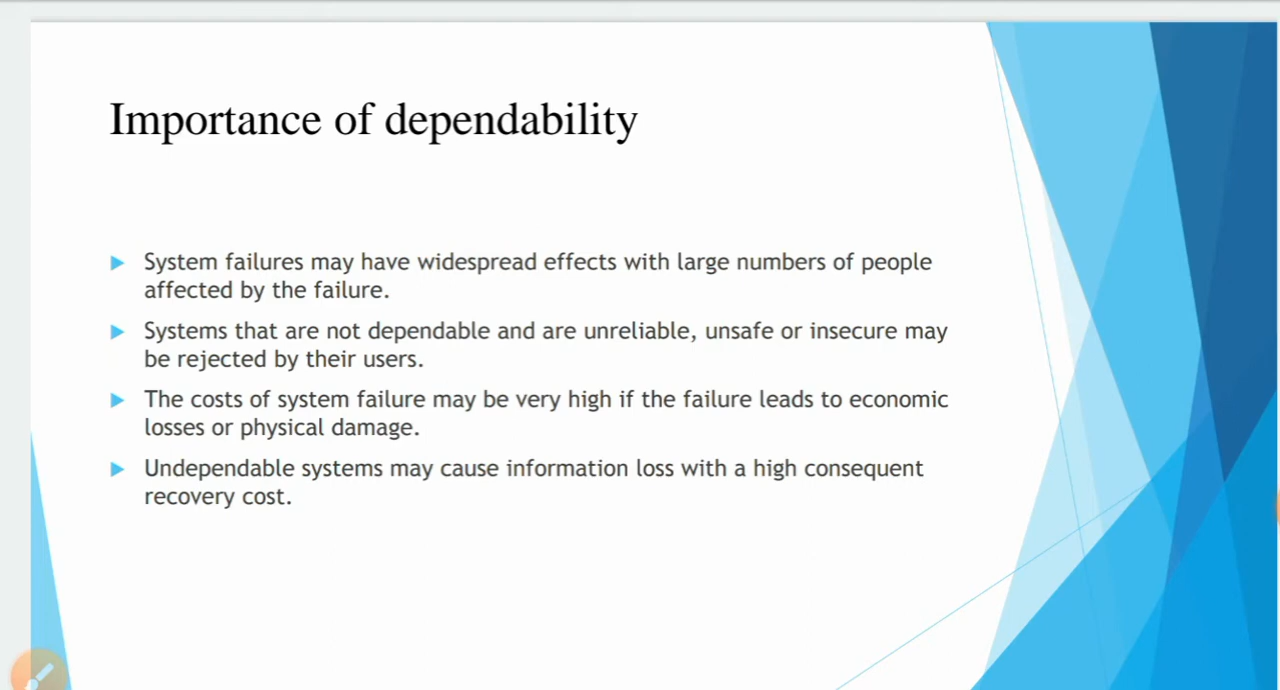 Importance of dependability
System failures may have widespread effects with large numbers of people
affected by the failure.
Systems that are not dependable and are unreliable, unsafe or insecure may
be rejected by their users.
The costs of system failure may be very high if the failure leads to economic
losses or physical damage.
Undependable systems may cause information loss with a high consequent
recovery cost.